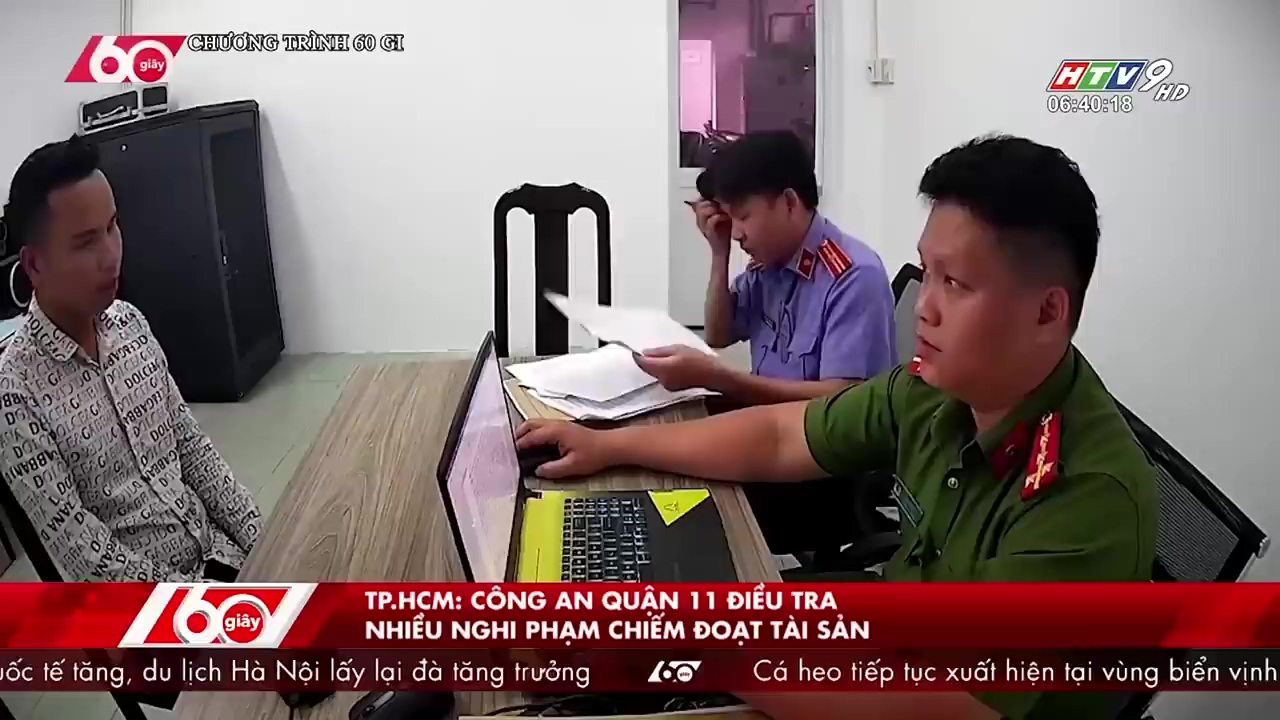 60 giây
CHƯƠNG TRÌNH 60 GI
HTV9 HD
06:40:18
60 giây
TP.HCM: CÔNG AN QUẬN 11 ĐIỀU TRA
NHIỀU NGHI PHẠM CHIẾM ĐOẠT TÀI SẢN
uốc tế tăng, du lịch Hà Nội lấy lại đà tăng trưởng
60 giây
Cá heo tiếp tục xuất hiện tại vùng biển vịnh